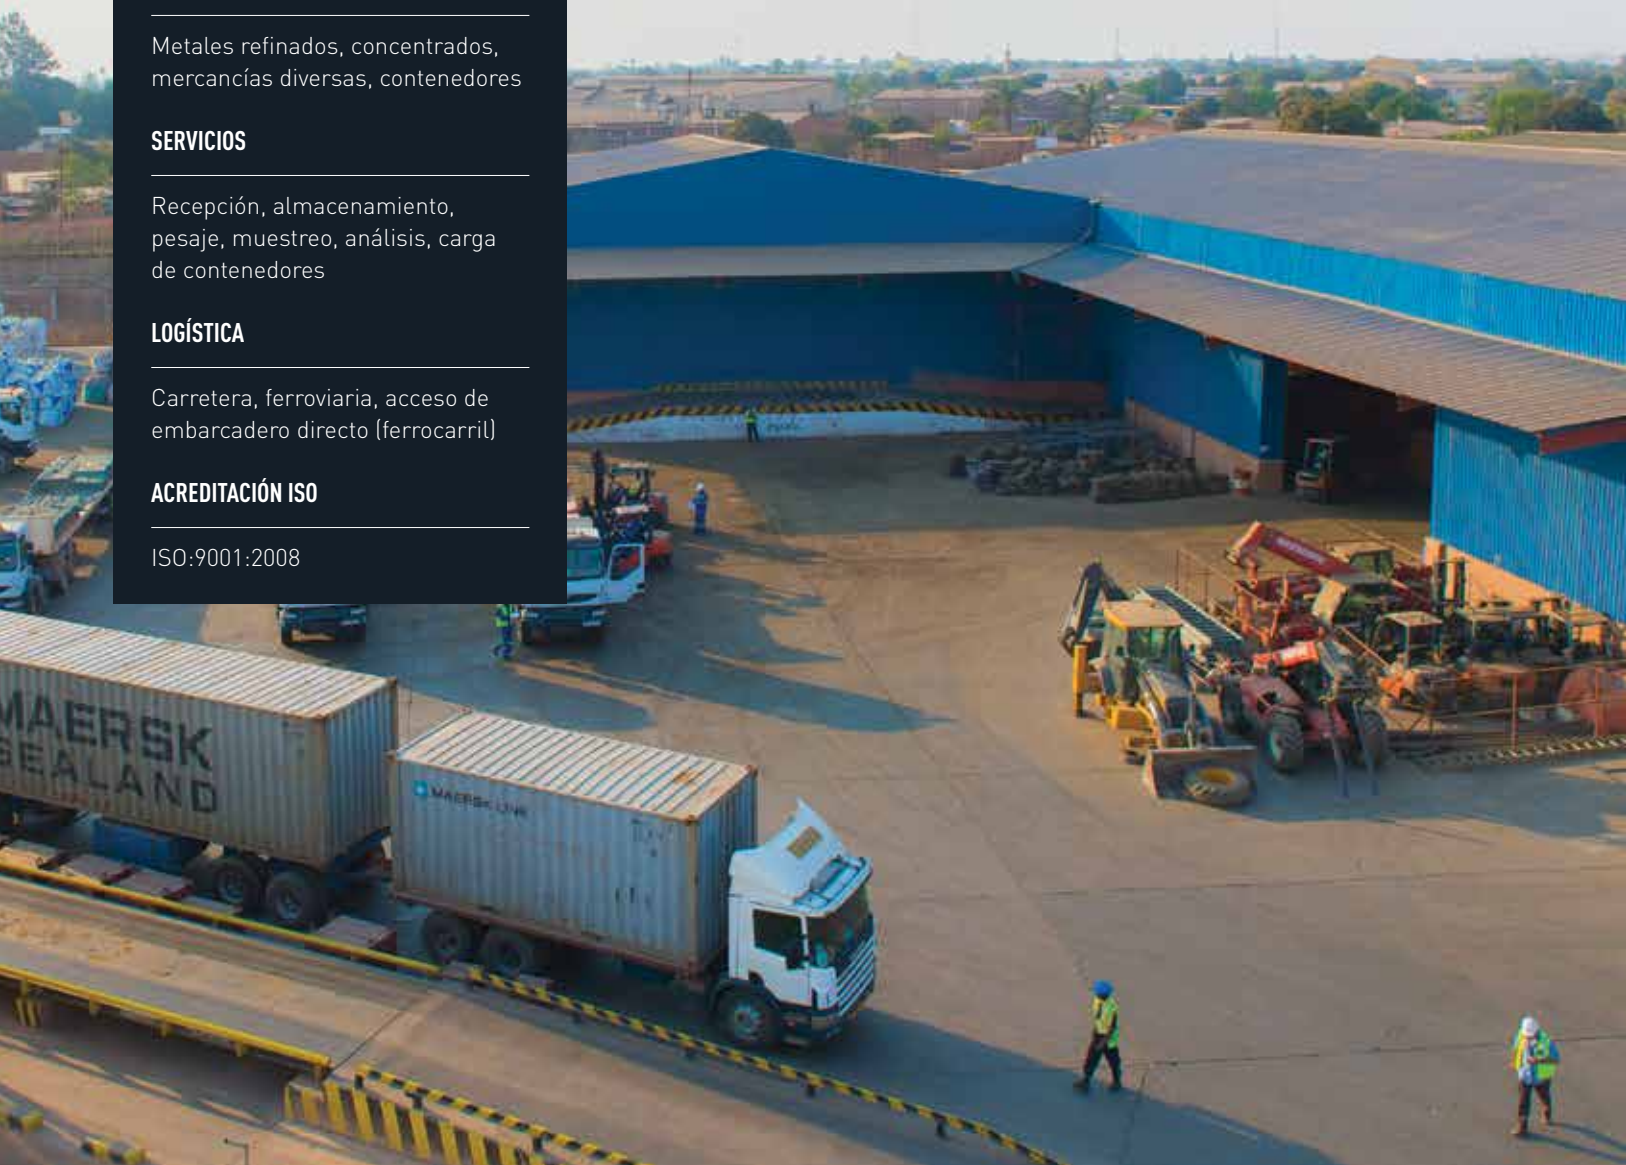 Metales refinados, concentrados,
mercancías diversas, contenedores
SERVICIOS
Recepción, almacenamiento,
pesaje, muestreo, análisis, carga
de contenedores
LOGÍSTICA
Carretera, ferroviaria, acceso de
embarcadero directo (ferrocarril)
ACREDITACIÓN ISO
ISO:9001:2008
MAERSK
SEALAND
MAERSK LINE